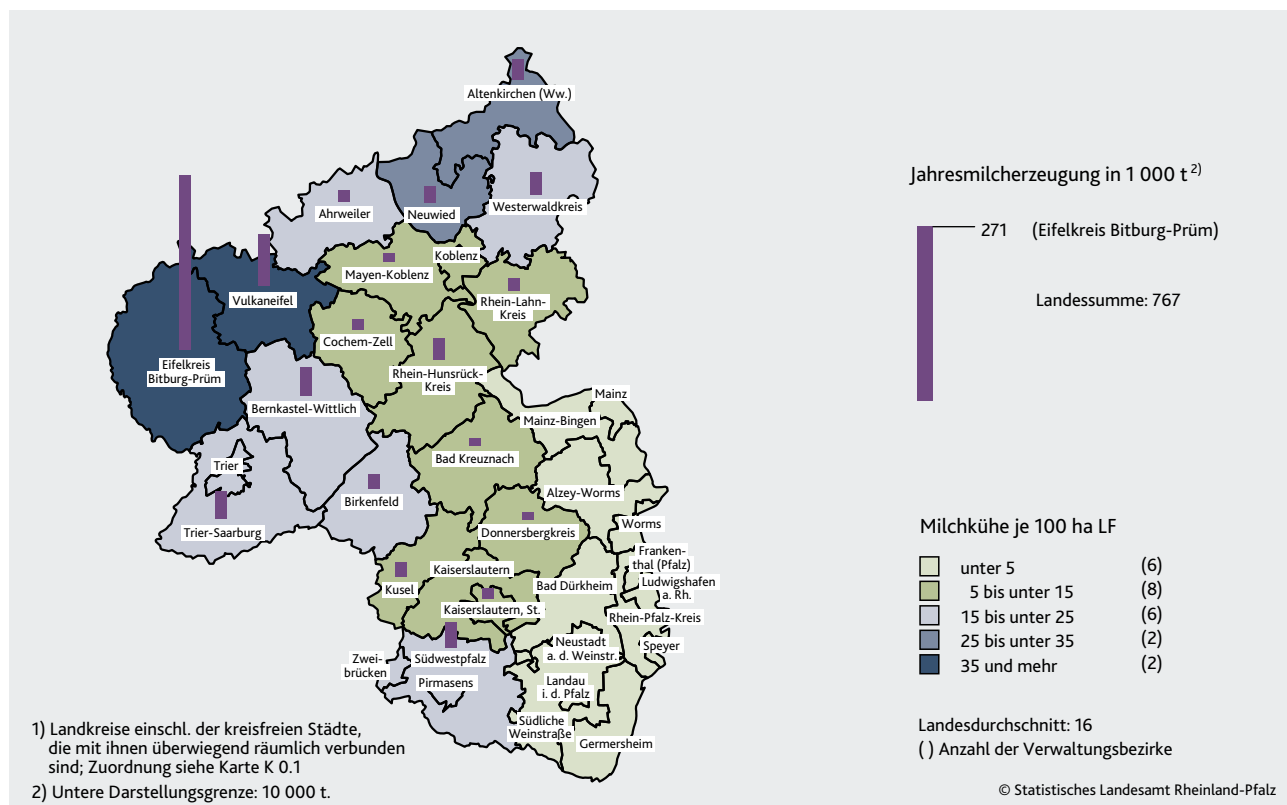 Altenkirchen (Ww.)
Ahrweiler
Neuwied
Westerwaldkreis
Koblenz
Mayen-Koblenz
Vulkaneifel
Rhein-Lahn-
Kreis
Cochem-Zell
Eifelkreis
Bitburg-Prüm
Rhein-Hunsrück-
Kreis
Bernkastel-Wittlich
Mainz
Mainz-Bingen
Bad Kreuznach
Trier
Birkenfeld
Alzey-Worms
Trier-Saarburg
Donnersbergkreis
Worms
Franken-
thal (Pfalz)
Kaiserslautern
Kusel
Bad Dürkheim
Ludwigshafen
a. Rh.
Kaiserslautern, St.
Rhein-Pfalz-Kreis
Neustadt
a. d. Weinstr.
Speyer
Zwei-
brücken
Südwestpfalz
Pirmasens
Landau
i. d. Pfalz
Südliche
Weinstraße
Germersheim
Jahresmilcherzeugung in 1 000 t 2)
271 (Eifelkreis Bitburg-Prüm)
Landessumme: 767
Milchkühe je 100 ha LF
unter 5 (6)
5 bis unter 15 (8)
15 bis unter 25 (6)
25 bis unter 35 (2)
35 und mehr (2)
Landesdurchschnitt: 16
( ) Anzahl der Verwaltungsbezirke
1) Landkreise einschl. der kreisfreien Städte,
die mit ihnen überwiegend räumlich verbunden
sind; Zuordnung siehe Karte K 0.1
2) Untere Darstellungsgrenze: 10 000 t.
© Statistisches Landesamt Rheinland-Pfalz